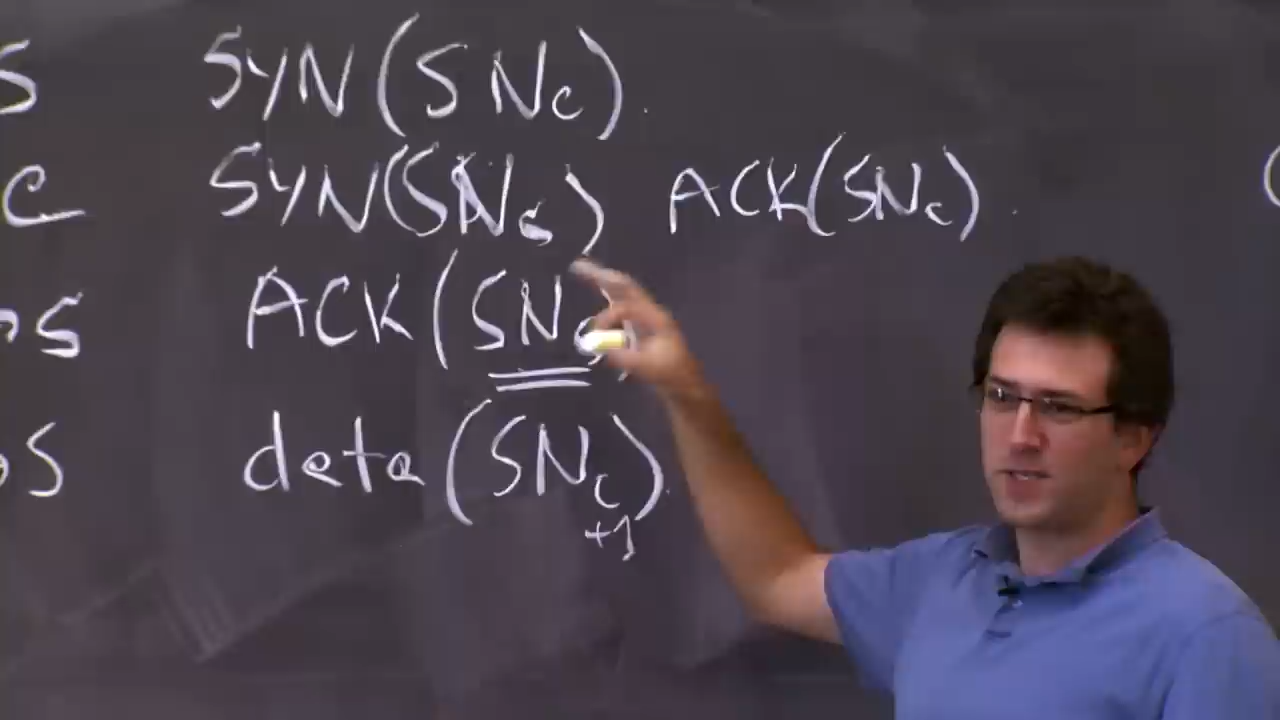 S SYN(SNc).
C SYN(SNs) ACK(SNc).
S ACK(SNs)
S data(SNc+1).